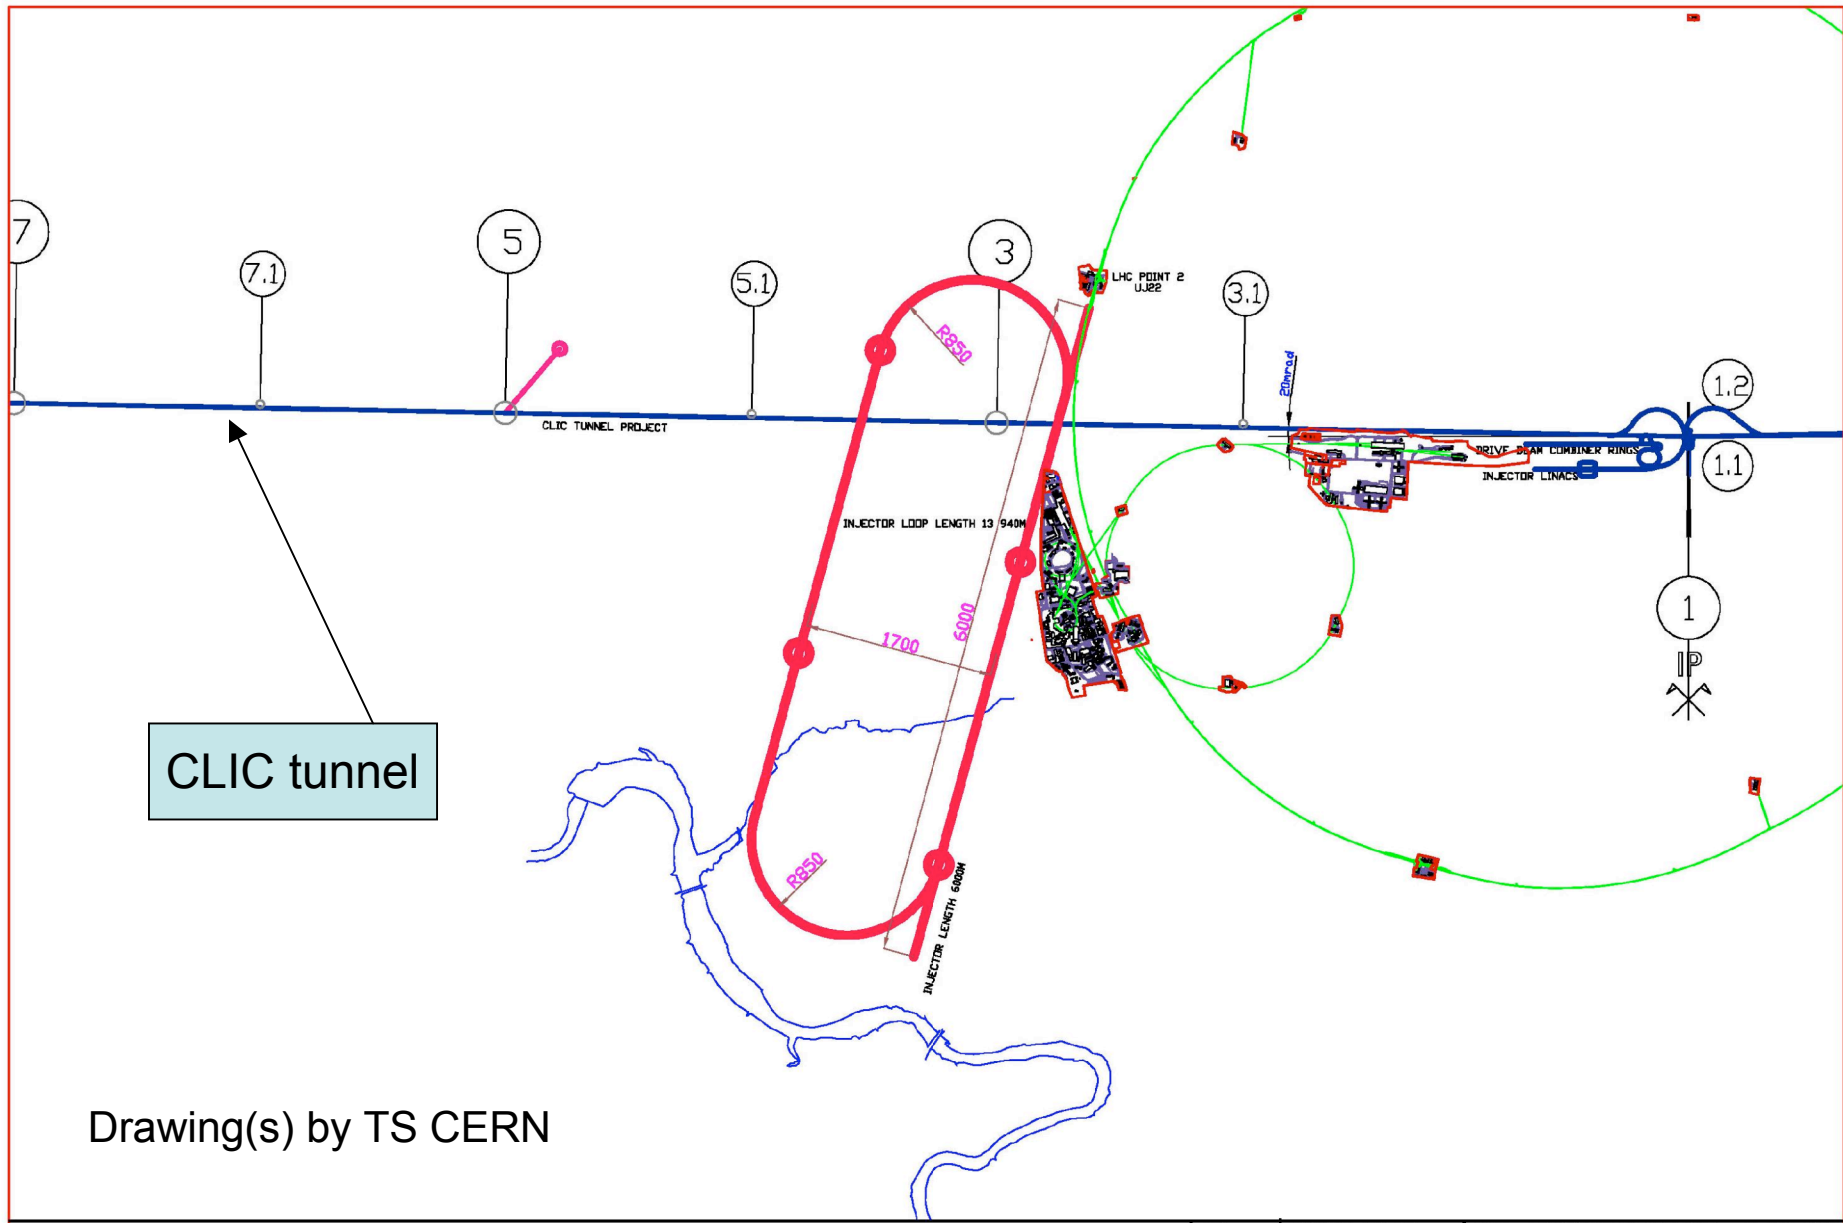 7
7.1
5
5.1
3
3.1
LHC POINT 2
UJ22
R850
20mrad
1.2
1.1
CLIC TUNNEL PROJECT
DRIVE BEAM COMBINER RINGS
INJECTOR LINACS
INJECTOR LOOP LENGTH 13 940M
6000
1700
1
IP
CLIC tunnel
R850
INJECTOR LENGTH 6000M
Drawing(s) by TS CERN